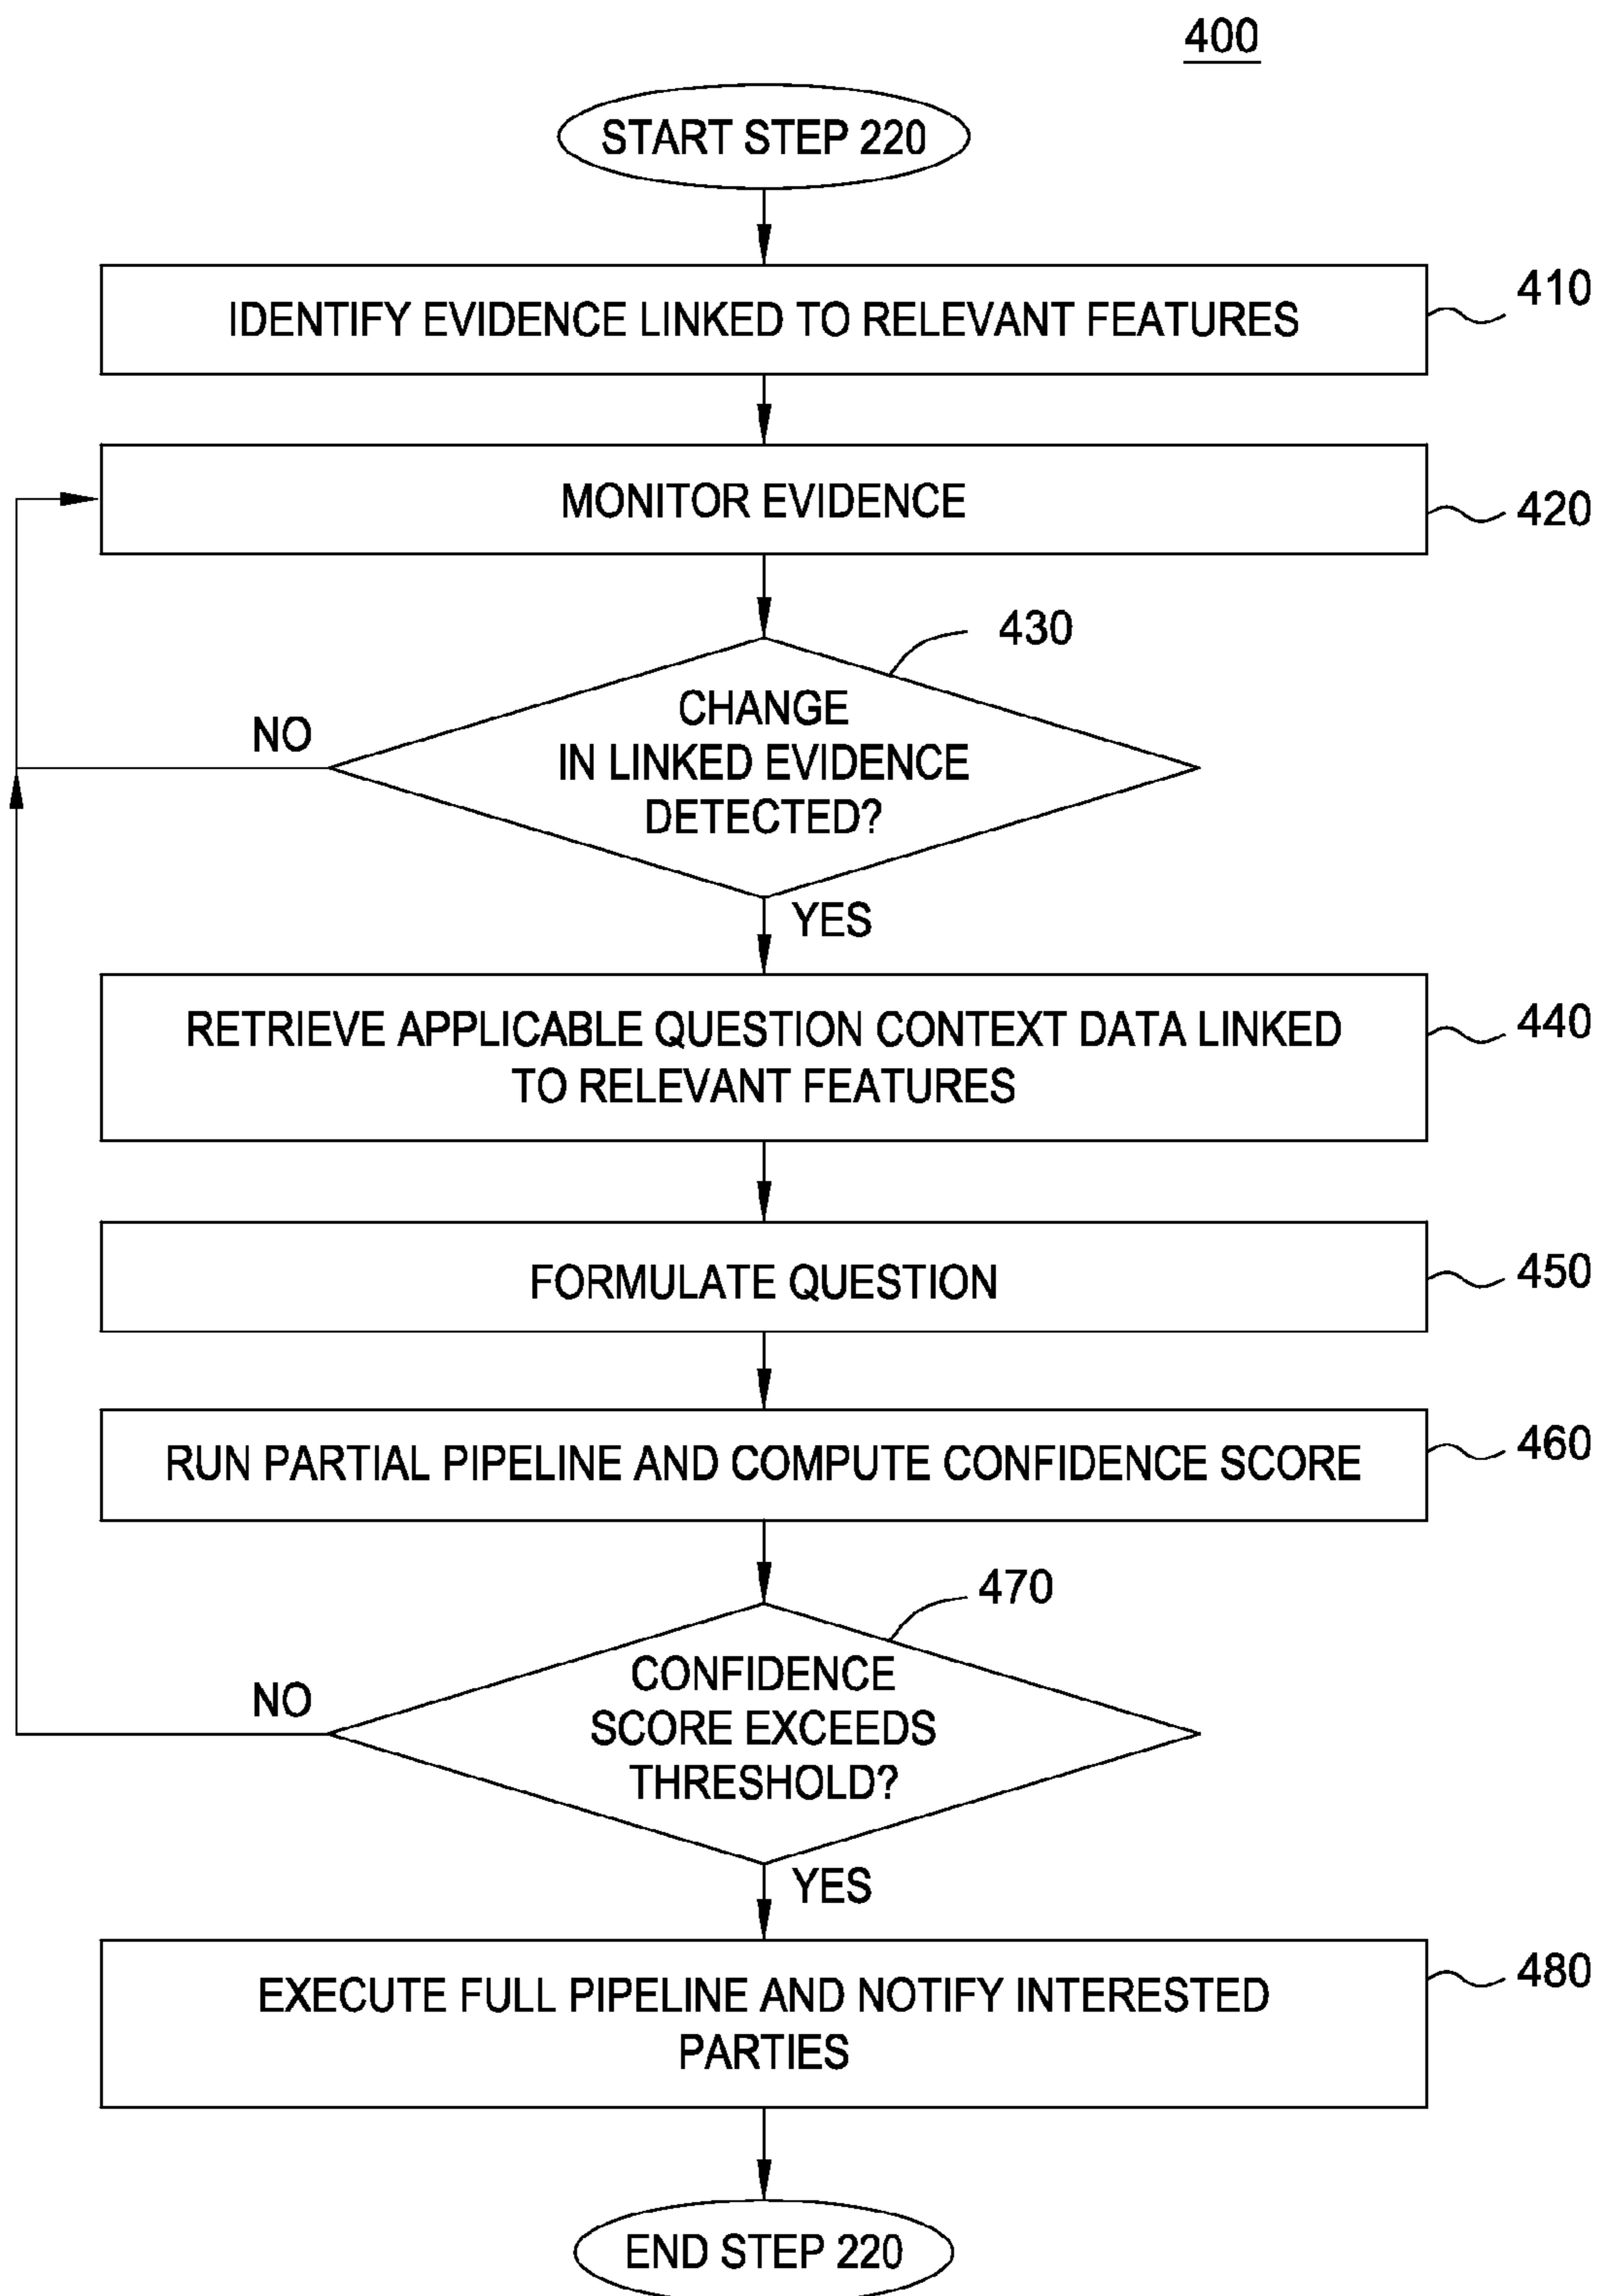 400
START STEP 220
IDENTIFY EVIDENCE LINKED TO RELEVANT FEATURES
410
MONITOR EVIDENCE
420
430
CHANGE
IN LINKED EVIDENCE
DETECTED?
NO
YES
RETRIEVE APPLICABLE QUESTION CONTEXT DATA LINKED
TO RELEVANT FEATURES
440
FORMULATE QUESTION
450
RUN PARTIAL PIPELINE AND COMPUTE CONFIDENCE SCORE
460
470
CONFIDENCE
SCORE EXCEEDS
THRESHOLD?
NO
YES
EXECUTE FULL PIPELINE AND NOTIFY INTERESTED
PARTIES
480
END STEP 220